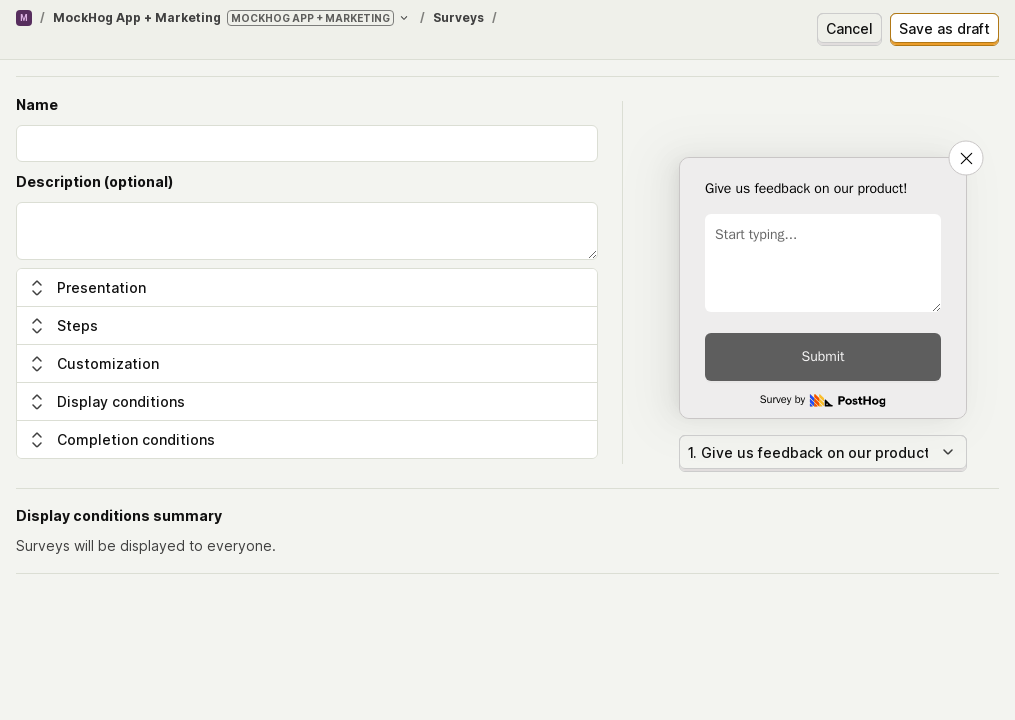 M / MockHog App + Marketing MOCKHOG APP + MARKETING / Surveys /
Cancel
Save as draft
Name
Description (optional)
Presentation
Steps
Customization
Display conditions
Completion conditions
Give us feedback on our product!
Start typing...
Submit
Survey by PostHog
1. Give us feedback on our product
Display conditions summary
Surveys will be displayed to everyone.